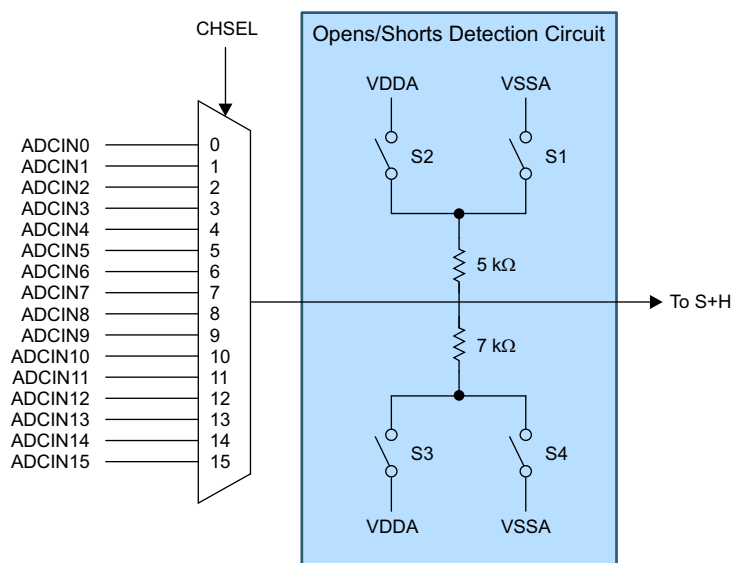 CHSEL
Opens/Shorts Detection Circuit
VDDA
VSSA
S2
S1
5 kΩ
7 kΩ
S3
S4
VDDA
VSSA
ADCIN0 0
ADCIN1 1
ADCIN2 2
ADCIN3 3
ADCIN4 4
ADCIN5 5
ADCIN6 6
ADCIN7 7
ADCIN8 8
ADCIN9 9
ADCIN10 10
ADCIN11 11
ADCIN12 12
ADCIN13 13
ADCIN14 14
ADCIN15 15
To S+H